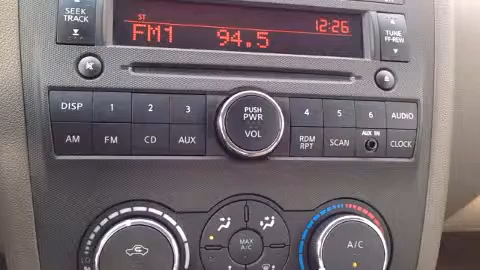 SEEK
TRACK
ST
FM1 94.5 12:26
TUNE
FF·REW
DISP 1 2 3
PUSH
PWR
VOL
4 5 6 AUDIO
AM FM CD AUX
RDM
RPT
SCAN
AUX IN
CLOCK
MAX
A/C
A/C